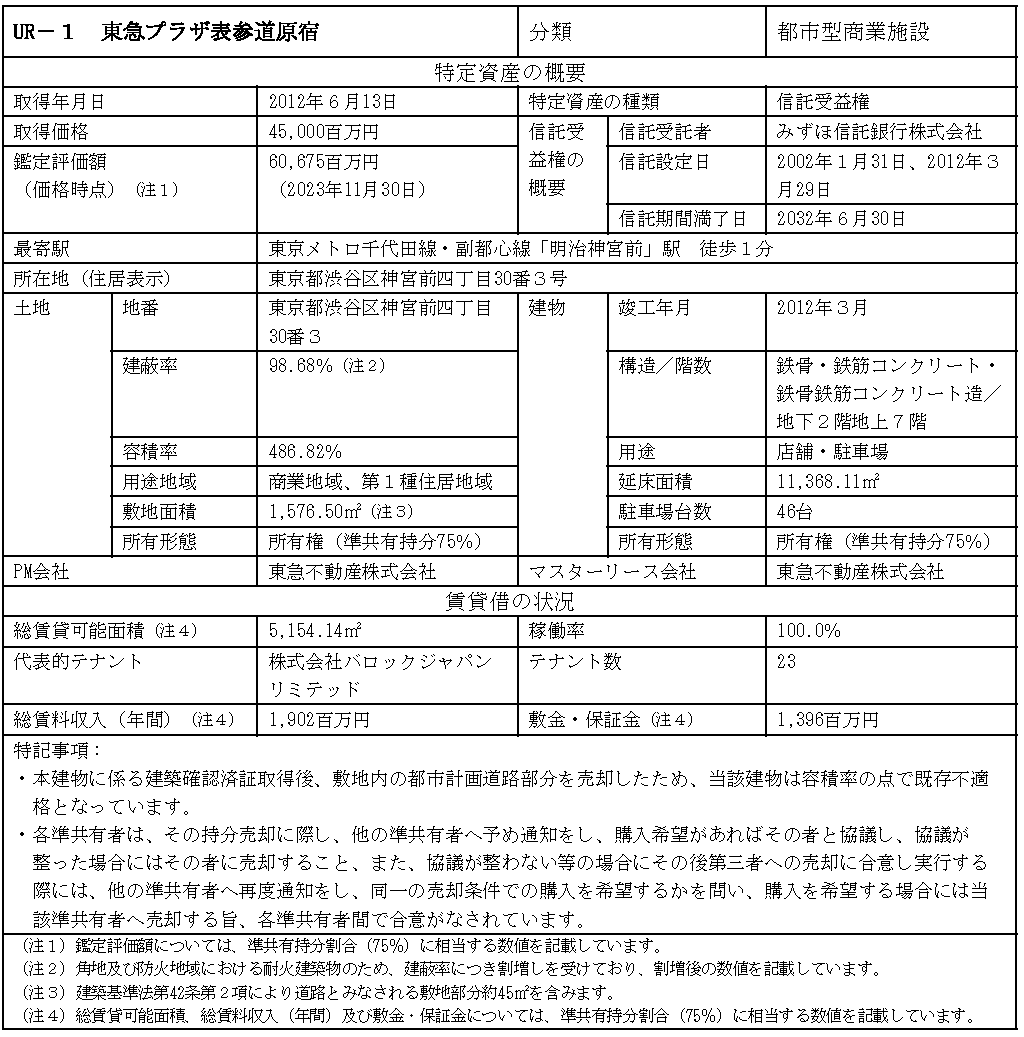 UR－１　東急プラザ表参道原宿　分類　都市型商業施設
特定資産の概要
取得年月日　2012年６月13日　特定資産の種類　信託受益権
取得価格　45,000百万円　信託受益権の概要　信託受託者　みずほ信託銀行株式会社
鑑定評価額　60,675百万円　信託設定日　2002年１月31日、2012年３
（価格時点）（注１）　（2023年11月30日）　月29日
信託期間満了日　2032年６月30日
最寄駅　東京メトロ千代田線・副都心線「明治神宮前」駅　徒歩１分
所在地（住居表示）　東京都渋谷区神宮前四丁目30番３号
土地　地番　東京都渋谷区神宮前四丁目　建物　竣工年月　2012年３月
30番３
建蔽率　98.68％（注２）　構造／階数　鉄骨・鉄筋コンクリート・
鉄骨鉄筋コンクリート造／
地下２階地上７階
容積率　486.82％　用途　店舗・駐車場
用途地域　商業地域、第１種住居地域　延床面積　11,368.11㎡
敷地面積　1,576.50㎡（注３）　駐車場台数　46台
所有形態　所有権（準共有持分75％）　所有形態　所有権（準共有持分75％）
PM会社　東急不動産株式会社　マスターリース会社　東急不動産株式会社
賃貸借の状況
総賃貸可能面積（注４）　5,154.14㎡　稼働率　100.0％
代表的テナント　株式会社バロックジャパン　テナント数　23
リミテッド
総賃料収入（年間）（注４）　1,902百万円　敷金・保証金（注４）　1,396百万円
特記事項：
・本建物に係る建築確認済証取得後、敷地内の都市計画道路部分を売却したため、当該建物は容積率の点で既存不適
格となっています。
・各準共有者は、その持分売却に際し、他の準共有者へ予め通知をし、購入希望があればその者と協議し、協議が
整った場合にはその者に売却すること、また、協議が整わない等の場合にその後第三者への売却に合意し実行する
際には、他の準共有者へ再度通知をし、同一の売却条件での購入を希望するかを問い、購入を希望する場合には当
該準共有者へ売却する旨、各準共有者間で合意がなされています。
（注１）鑑定評価額については、準共有持分割合（75％）に相当する数値を記載しています。
（注２）角地及び防火地域における耐火建築物のため、建蔽率につき割増しを受けており、割増後の数値を記載しています。
（注３）建築基準法第42条第２項により道路とみなされる敷地部分約45㎡を含みます。
（注４）総賃貸可能面積、総賃料収入（年間）及び敷金・保証金については、準共有持分割合（75％）に相当する数値を記載しています。